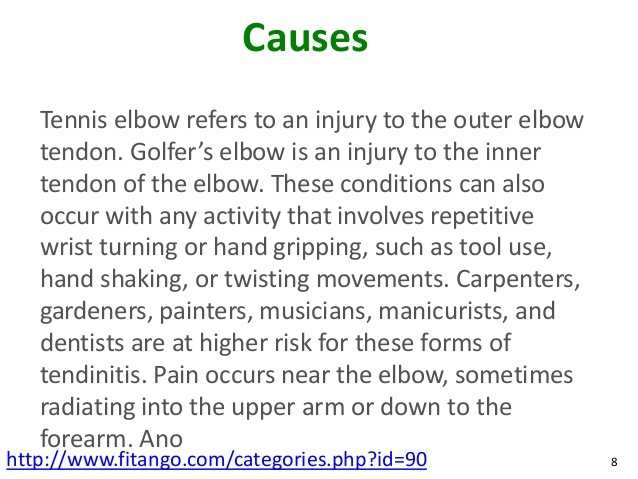 Causes
Tennis elbow refers to an injury to the outer elbow
tendon. Golfer’s elbow is an injury to the inner
tendon of the elbow. These conditions can also
occur with any activity that involves repetitive
wrist turning or hand gripping, such as tool use,
hand shaking, or twisting movements. Carpenters,
gardeners, painters, musicians, manicurists, and
dentists are at higher risk for these forms of
tendinitis. Pain occurs near the elbow, sometimes
radiating into the upper arm or down to the
forearm. Ano
http://www.fitango.com/categories.php?id=90
8